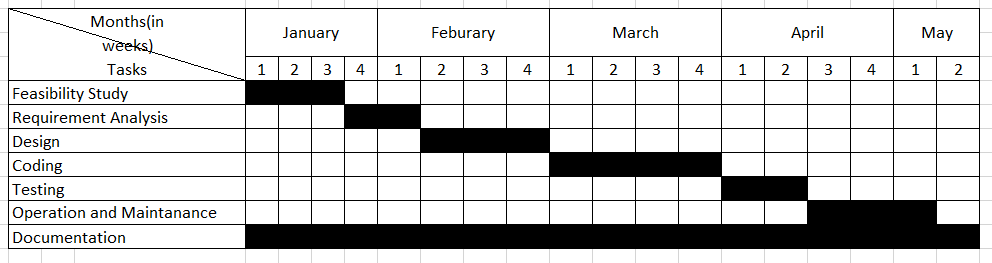 Months(in
weeks)
Tasks
January Feburary March April May
1 2 3 4 1 2 3 4 1 2 3 4 1 2 3 4 1 2
Feasibility Study
Requirement Analysis
Design
Coding
Testing
Operation and Maintanance
Documentation